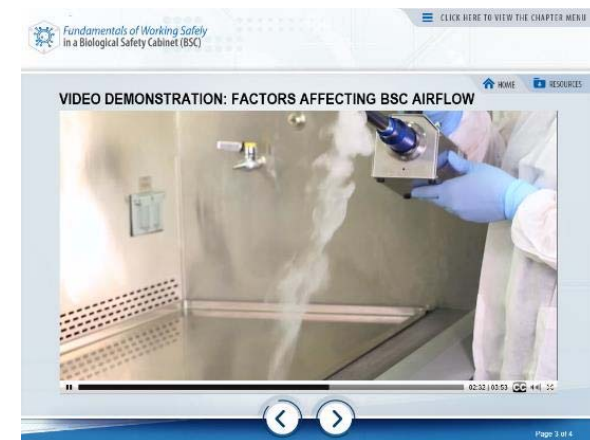 CLICK HERE TO VIEW THE CHAPTER MENU
Fundamentals of Working Safely
in a Biological Safety Cabinet (BSC)
HOME
RESOURCES
VIDEO DEMONSTRATION: FACTORS AFFECTING BSC AIRFLOW
02:32 | 03:53 CC
Page 3 of 4